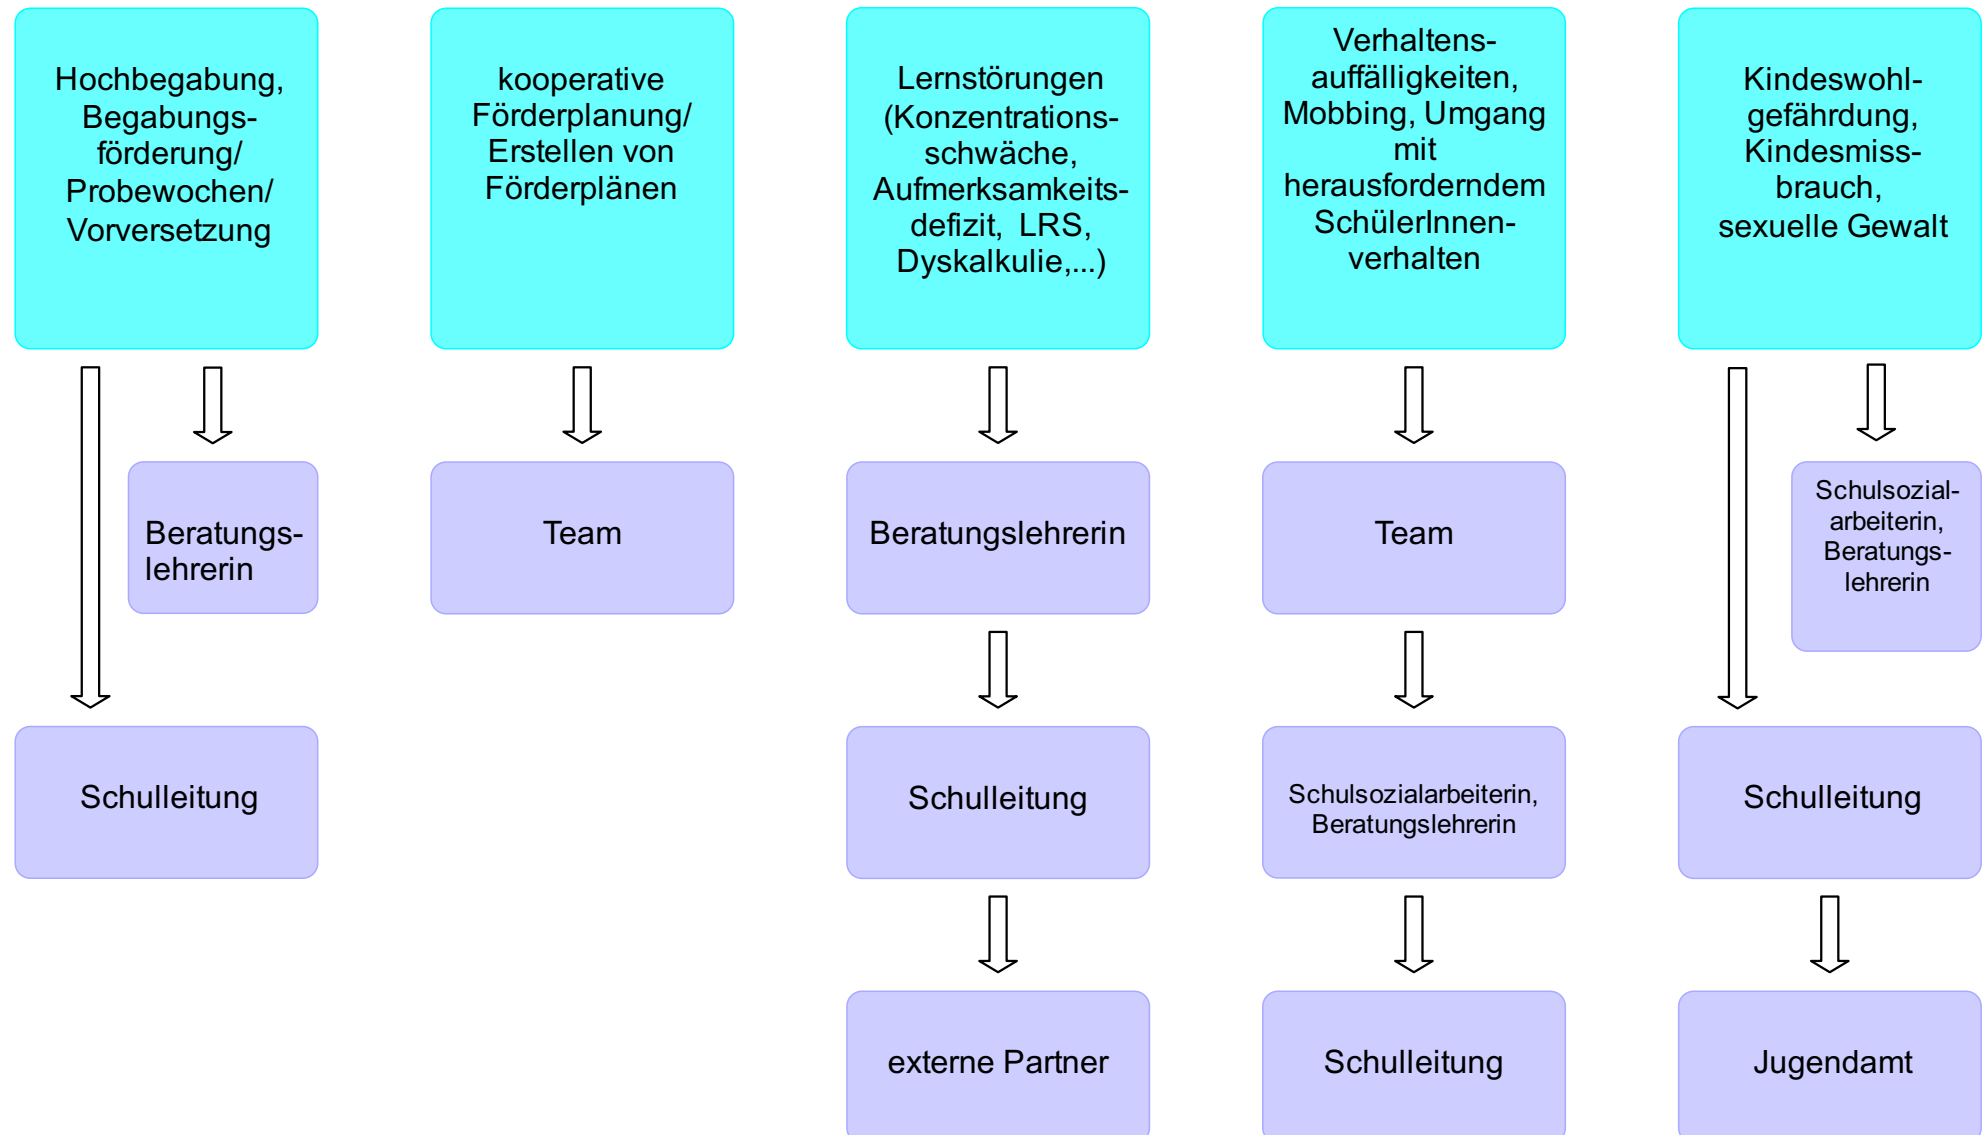 Hochbegabung,
Begabungs-
förderung/
Probewochen/
Vorversetzung
kooperative
Förderplanung/
Erstellen von
Förderplänen
Lernstörungen
(Konzentrations-
schwäche,
Aufmerksamkeits-
defizit, LRS,
Dyskalkulie,...)
Verhaltens-
auffälligkeiten,
Mobbing, Umgang
mit
herausforderndem
SchülerInnen-
verhalten
Kindeswohl-
gefährdung,
Kindesmiss-
brauch,
sexuelle Gewalt
Beratungs-
lehrerin
Team
Beratungslehrerin
Team
Schulsozial-
arbeiterin,
Beratungs-
lehrerin
Schulleitung
Schulleitung
Schulsozialarbeiterin,
Beratungslehrerin
Schulleitung
externe Partner
Schulleitung
Jugendamt